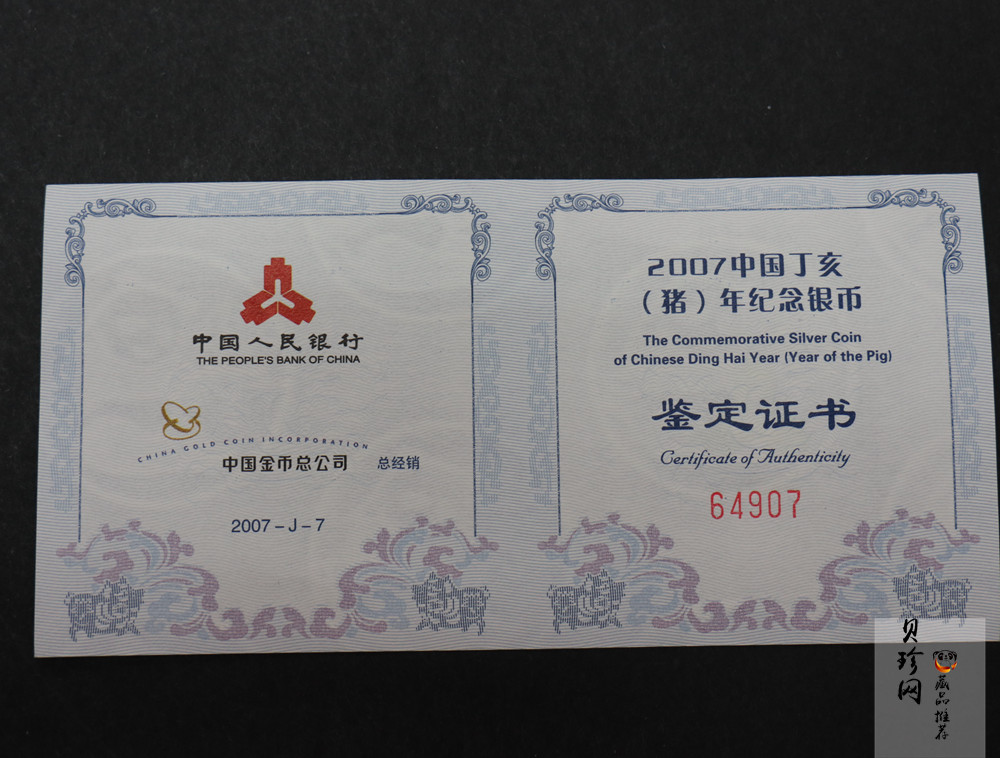 中国人民银行
THE PEOPLE'S BANK OF CHINA
CHINA GOLD COIN INCORPORATION
中国金币总公司 总经销
2007-J-7
2007中国丁亥
(猪)年纪念银币
The Commemorative Silver Coin
of Chinese Ding Hai Year (Year of the Pig)
鉴定证书
Certificate of Authenticity
64907
贝珍网
藏品推荐